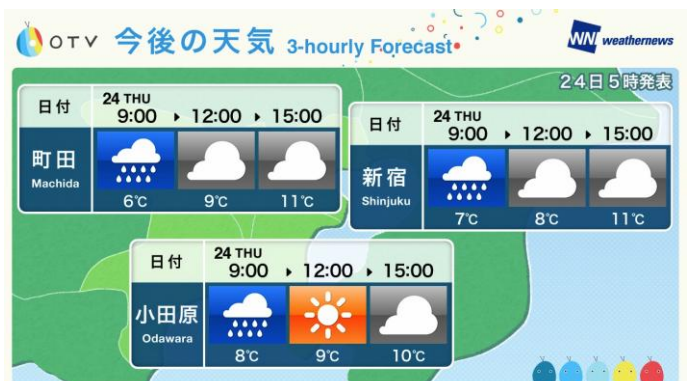 OTV 今後の天気 3-hourly Forecast
WNI weathernews
24日5時発表
日付 24 THU
9:00 12:00 15:00
町田
Machida
6℃ 9℃ 11℃
日付 24 THU
9:00 12:00 15:00
新宿
Shinjuku
7℃ 8℃ 11℃
日付 24 THU
9:00 12:00 15:00
小田原
Odawara
8℃ 9℃ 10℃